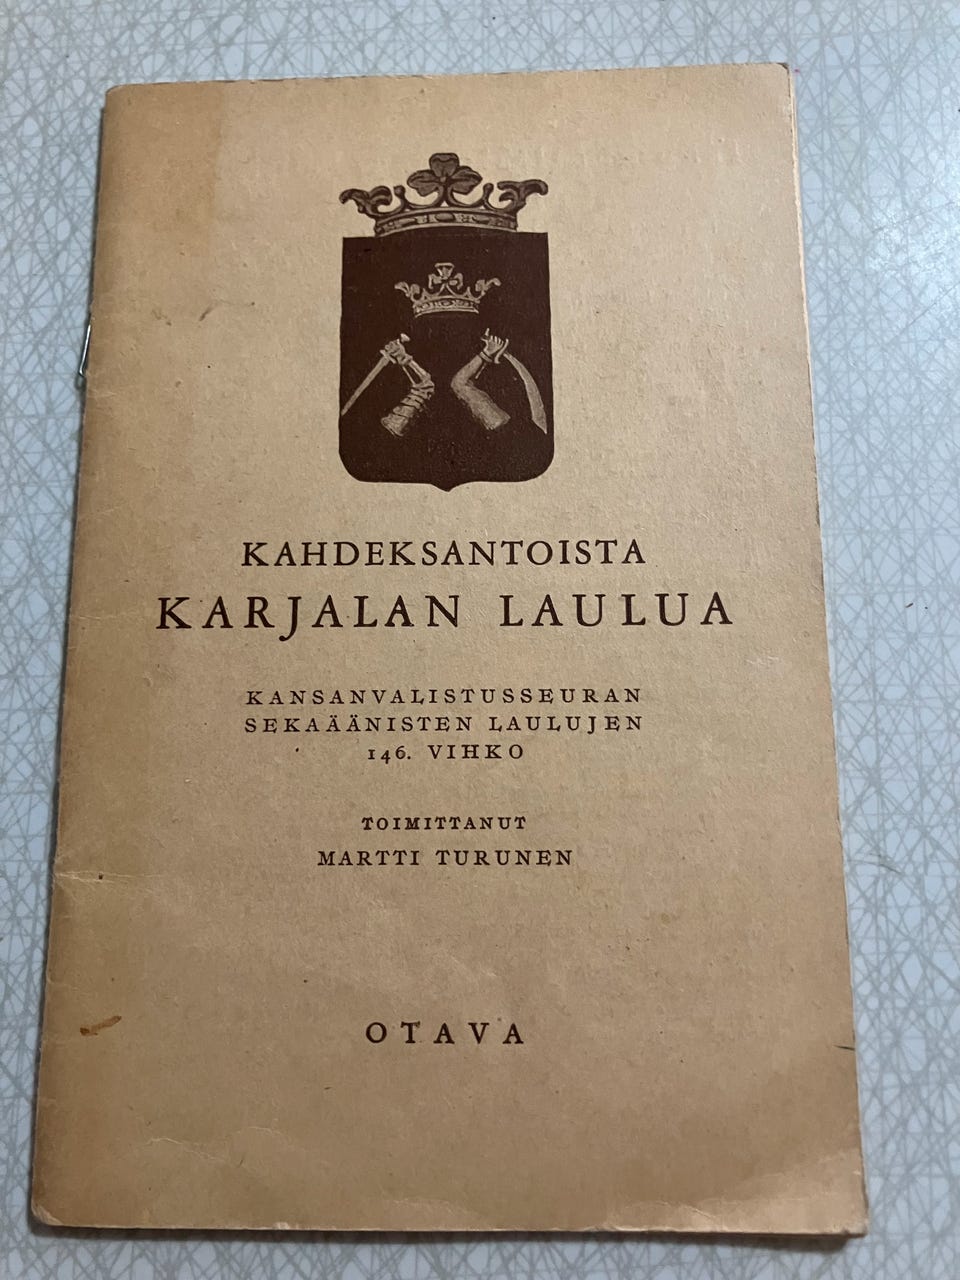 KAHDEKSANTOISTA
KARJALAN LAULUA
KANSANVALISTUSSEURAN
SEKAÄÄNISTEN LAULUJEN
146. VIHKO
TOIMITTANUT
MARTTI TURUNEN
OTAVA